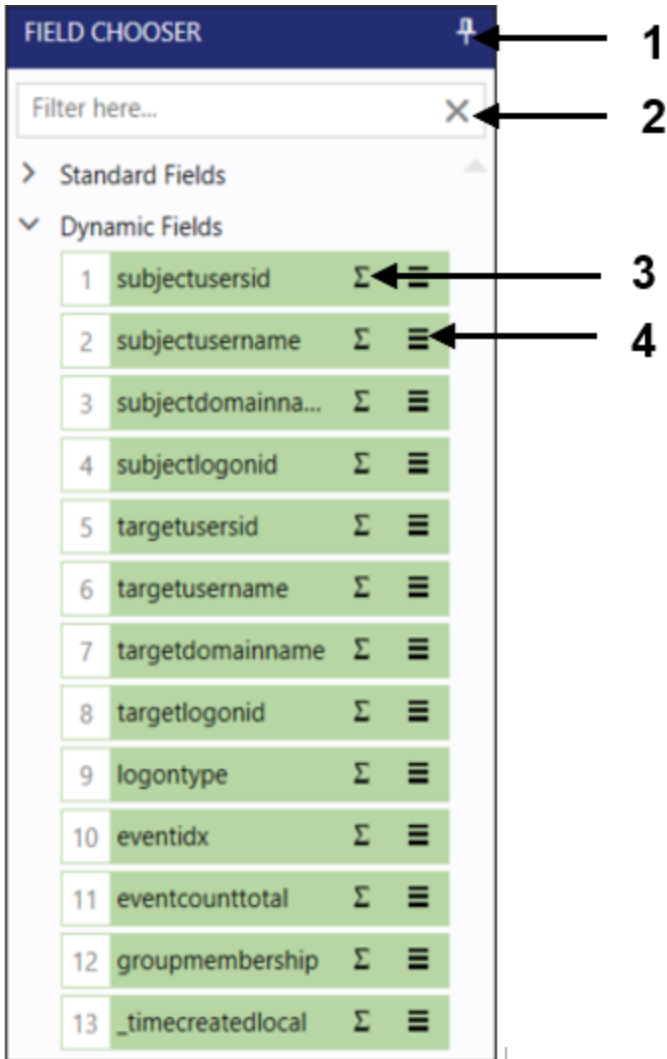 FIELD CHOOSER
1
Filter here...
2
Standard Fields
Dynamic Fields
1 subjectusersid Σ
3
2 subjectusername Σ
4
3 subjectdomainna... Σ
4 subjectlogonid Σ
5 targetusersid Σ
6 targetusername Σ
7 targetdomainname Σ
8 targetlogonid Σ
9 logontype Σ
10 eventidx Σ
11 eventcounttotal Σ
12 groupmembership Σ
13 _timecreatedlocal Σ